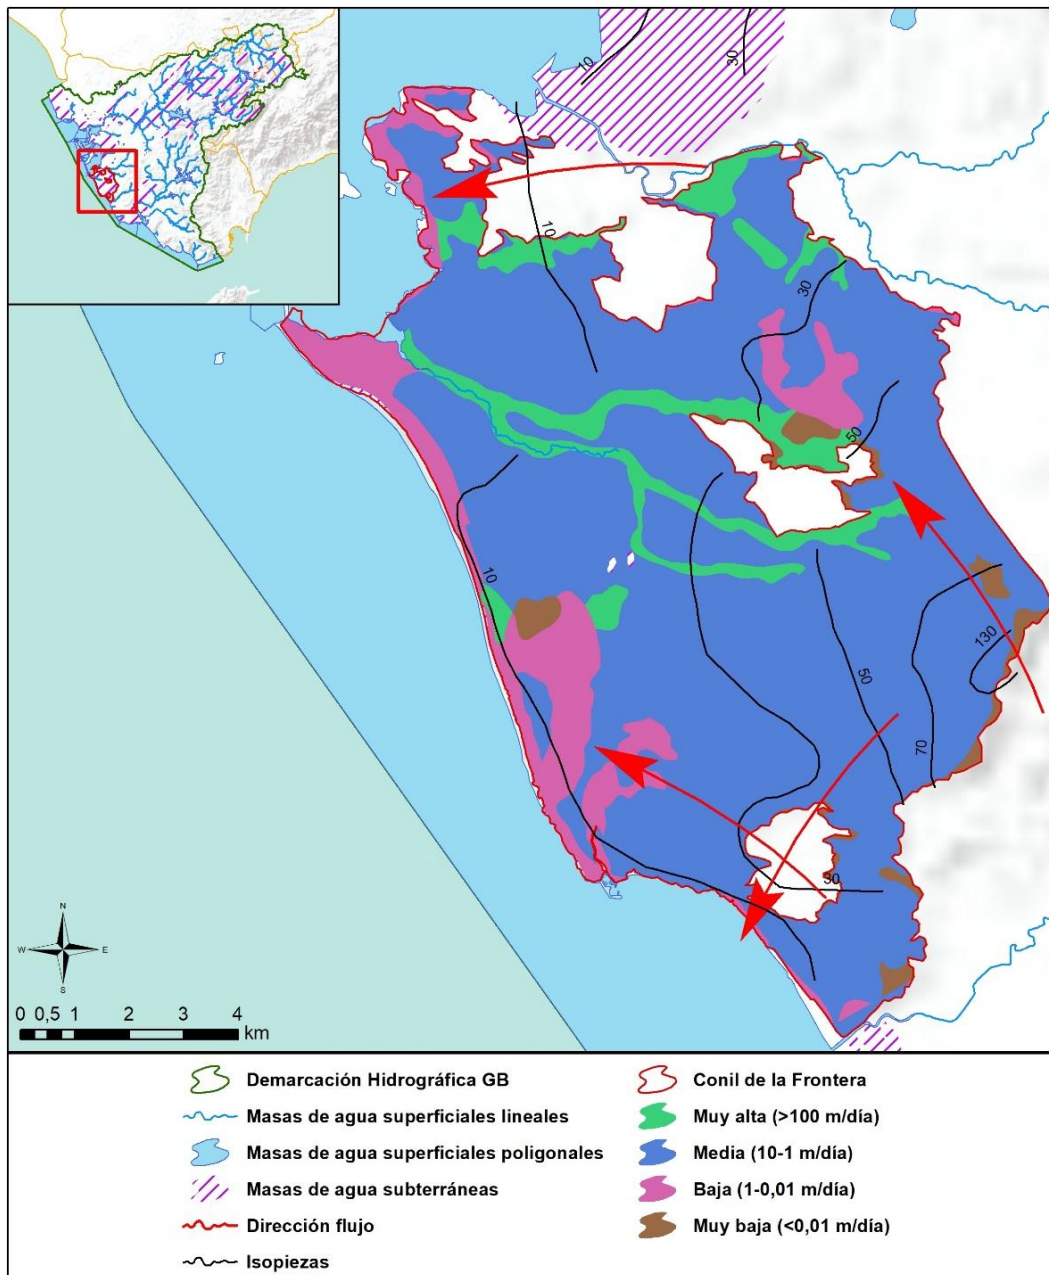 10
30
10
30
50
10
130
50
70
30
N
W E
S
0 0,5 1 2 3 4
km
Demarcación Hidrográfica GB
Masas de agua superficiales lineales
Masas de agua superficiales poligonales
Masas de agua subterráneas
Dirección flujo
Isopiezas
Conil de la Frontera
Muy alta (>100 m/día)
Media (10-1 m/día)
Baja (1-0,01 m/día)
Muy baja (<0,01 m/día)